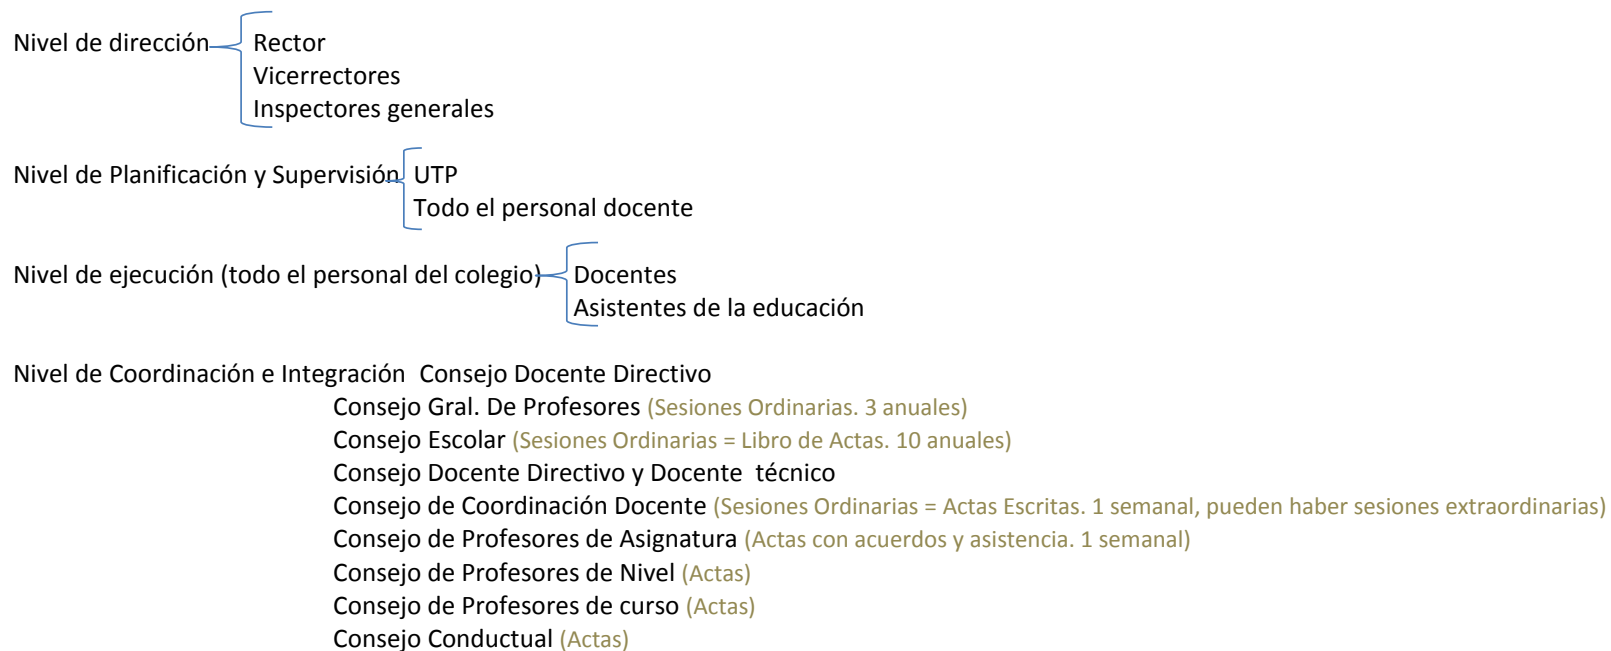 Nivel de dirección Rector
Vicerrectores
Inspectores generales
Nivel de Planificación y Supervisión UTP
Todo el personal docente
Nivel de ejecución (todo el personal del colegio) Docentes
Asistentes de la educación
Nivel de Coordinación e Integración Consejo Docente Directivo
Consejo Gral. De Profesores (Sesiones Ordinarias. 3 anuales)
Consejo Escolar (Sesiones Ordinarias = Libro de Actas. 10 anuales)
Consejo Docente Directivo y Docente técnico
Consejo de Coordinación Docente (Sesiones Ordinarias = Actas Escritas. 1 semanal, pueden haber sesiones extraordinarias)
Consejo de Profesores de Asignatura (Actas con acuerdos y asistencia. 1 semanal)
Consejo de Profesores de Nivel (Actas)
Consejo de Profesores de curso (Actas)
Consejo Conductual (Actas)